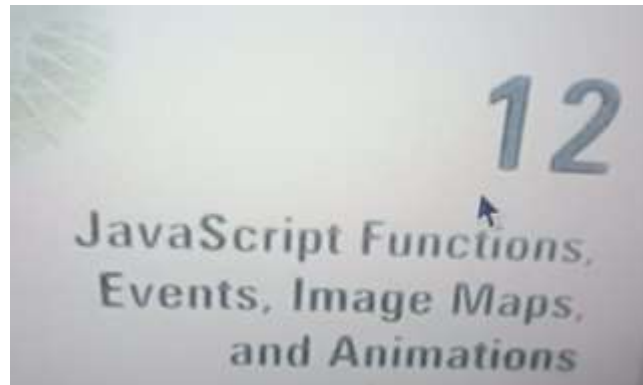 12
JavaScript Functions,
Events, Image Maps,
and Animations